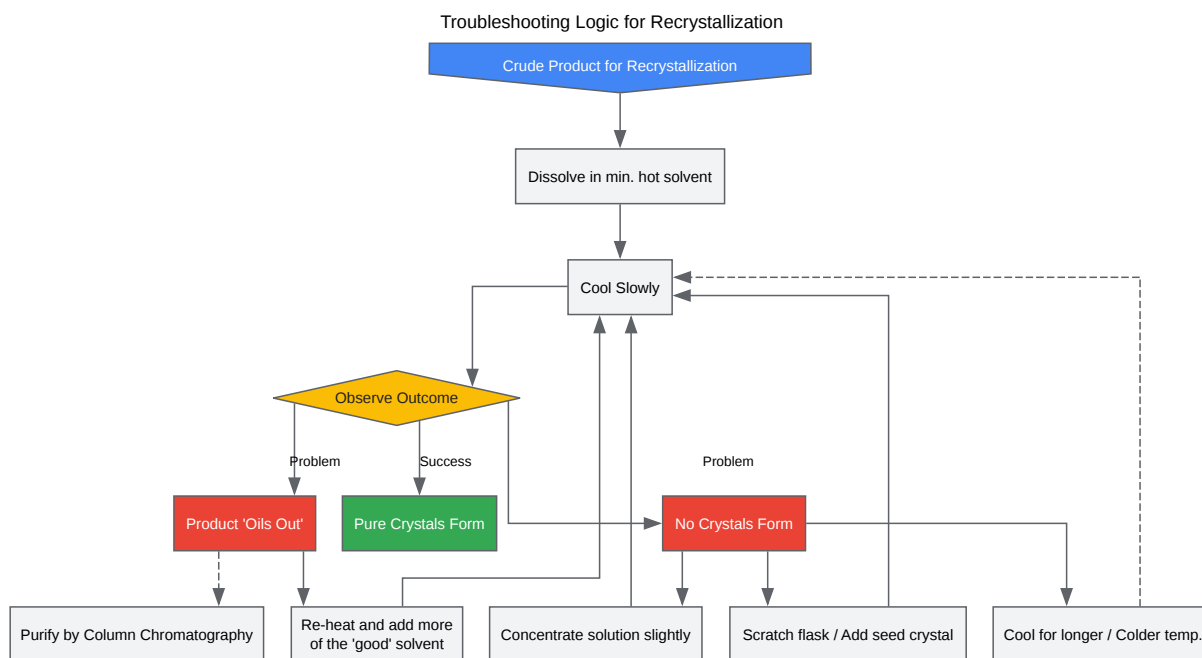 Troubleshooting Logic for Recrystallization
Crude Product for Recrystallization
Dissolve in min. hot solvent
Cool Slowly
Observe Outcome
Problem
Success
Problem
Product 'Oils Out'
Pure Crystals Form
No Crystals Form
Purify by Column Chromatography
Re-heat and add more
of the 'good' solvent
Concentrate solution slightly
Scratch flask / Add seed crystal
Cool for longer / Colder temp.